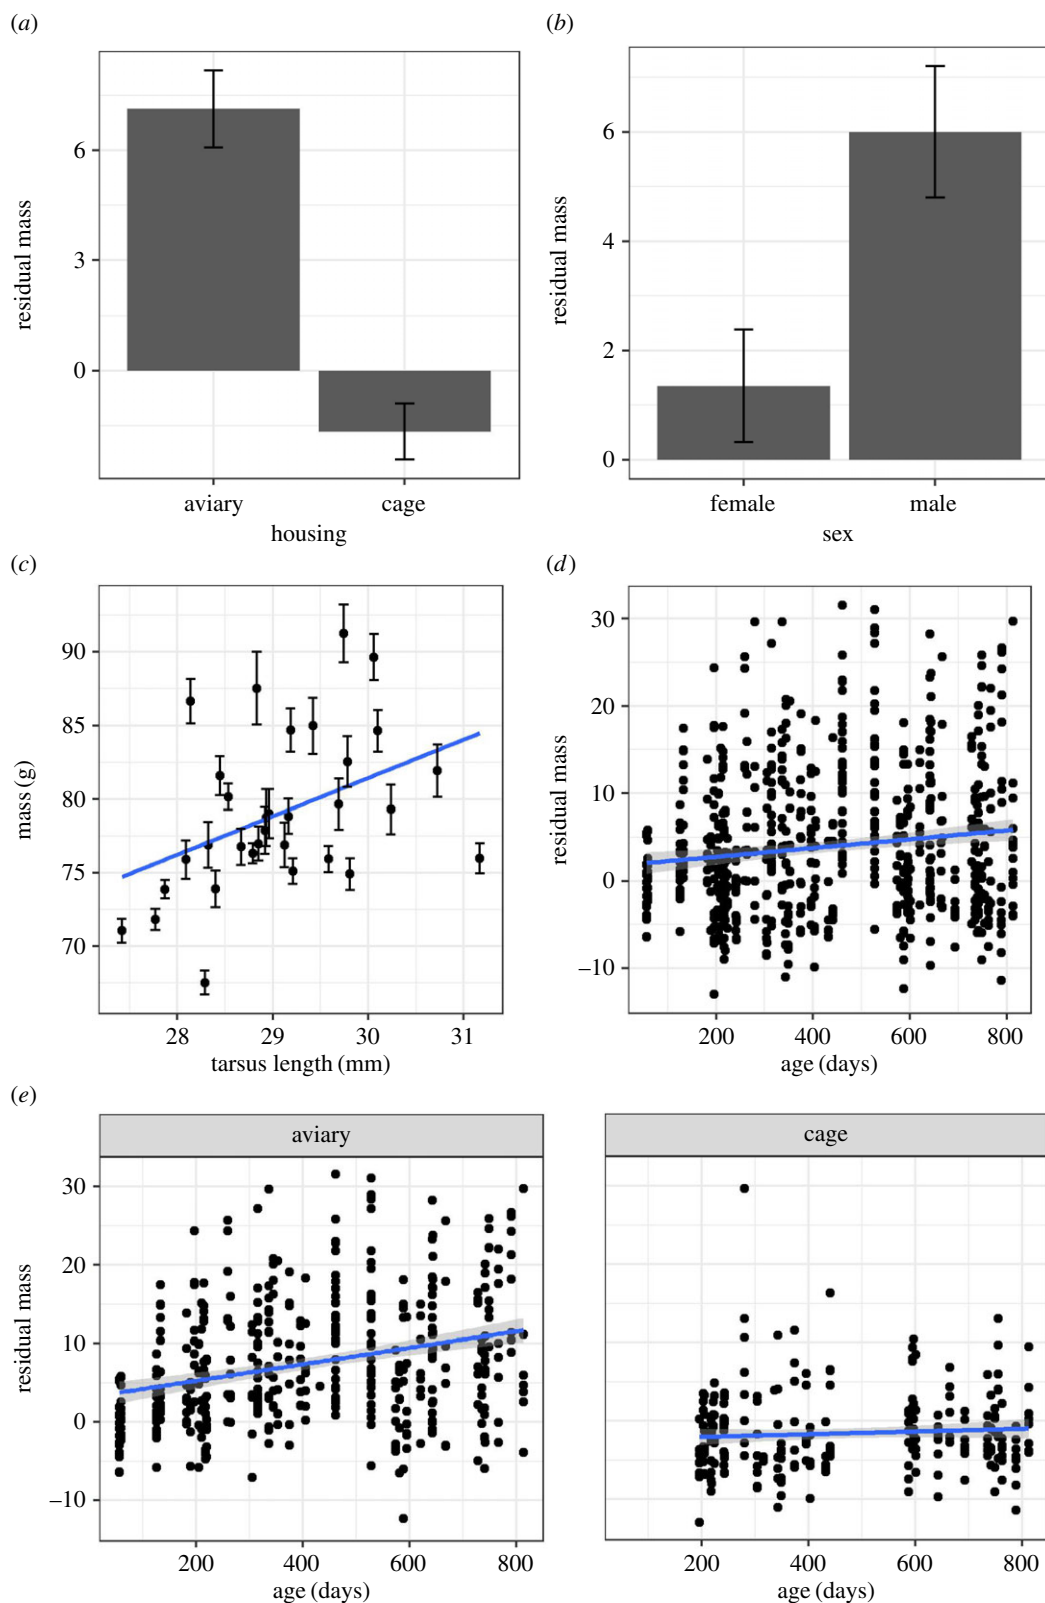 (a)
(b)
residual mass
6
3
0
aviary
cage
housing
residual mass
6
4
2
0
female
male
sex
(c)
(d)
mass (g)
90
85
80
75
70
28
29
30
31
tarsus length (mm)
residual mass
30
20
10
0
–10
200
400
600
800
age (days)
(e)
aviary
cage
residual mass
30
20
10
0
–10
200
400
600
800
age (days)
200
400
600
800
age (days)